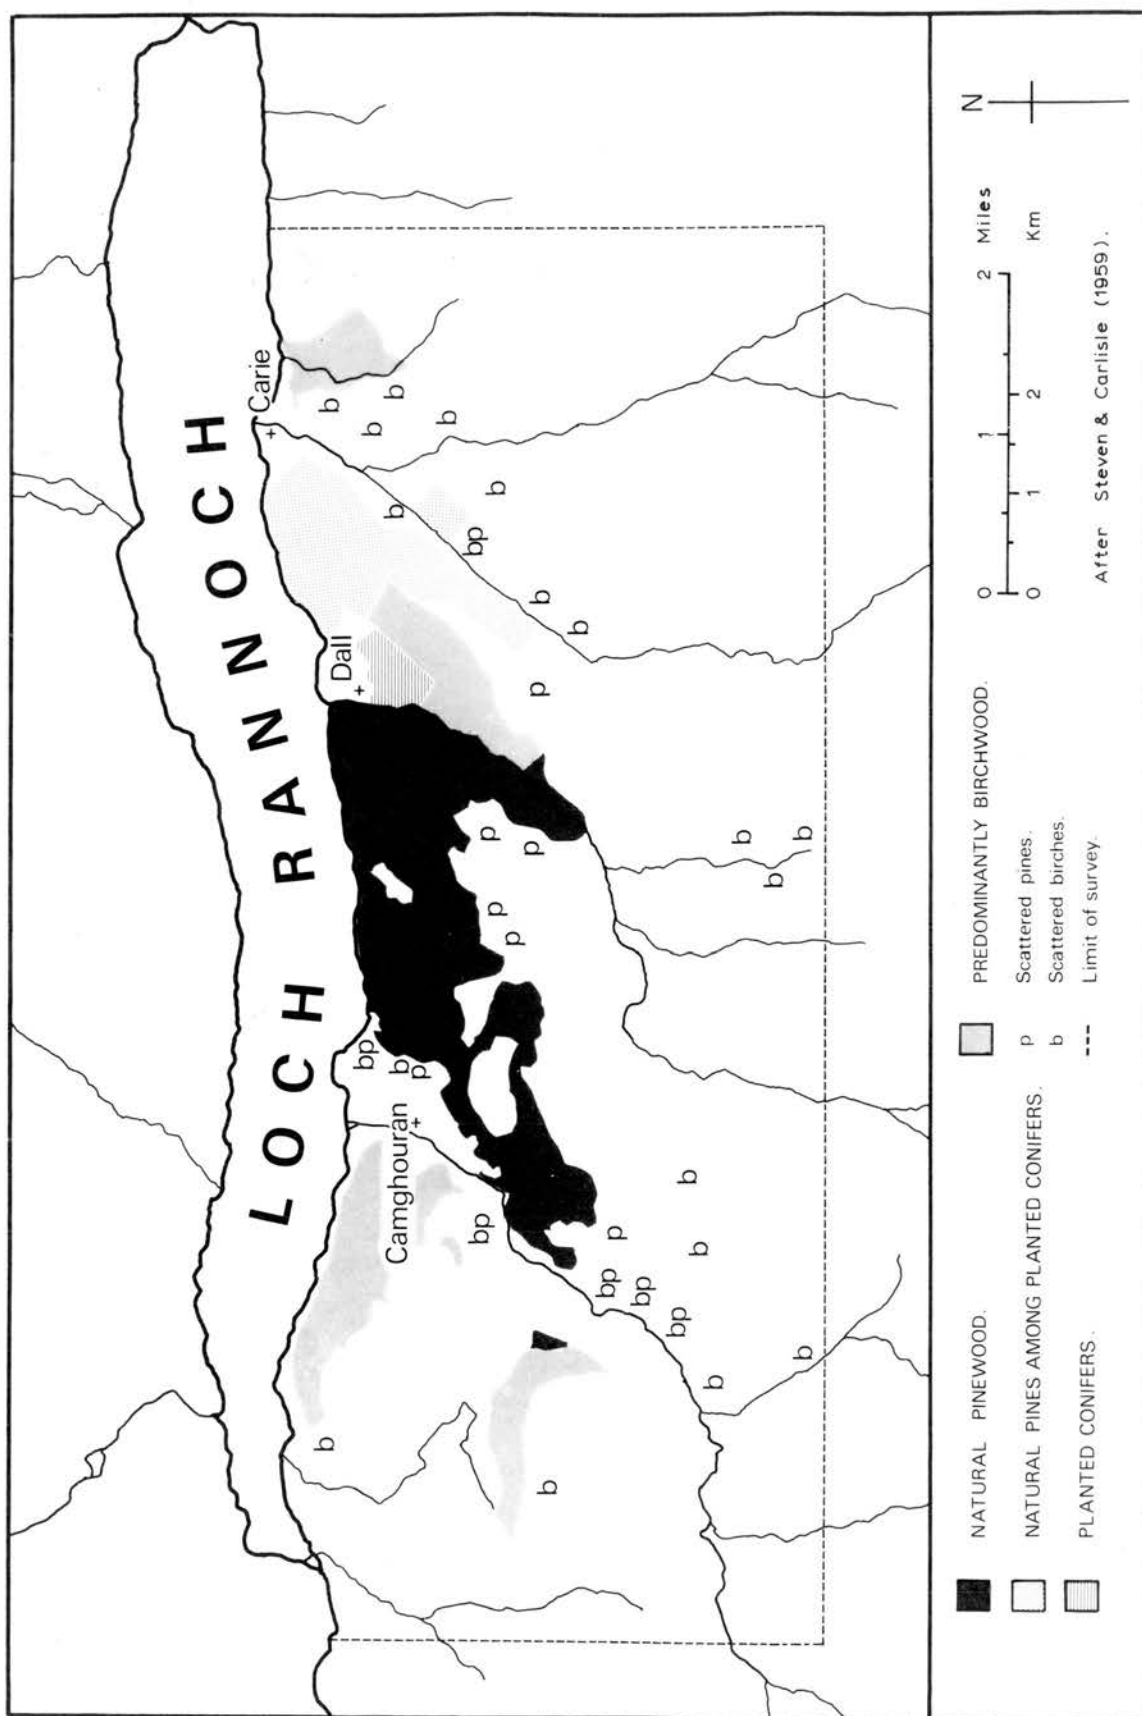 LOCH RANNOCH
Camghouran
+
Dall
+
Carie
+
b
bp
b
p
bp
b
p
p
p
p
p
bp
bp
bp
b
b
b
b
b
b
b
b
p
b
b
bp
b
b
b
b
b
b
NATURAL PINEWOOD.
NATURAL PINES AMONG PLANTED CONIFERS.
PLANTED CONIFERS.
PREDOMINANTLY BIRCHWOOD.
p Scattered pines.
b Scattered birches.
--- Limit of survey.
0 1 2 Miles
0 1 2 Km
N
After Steven & Carlisle (1959).